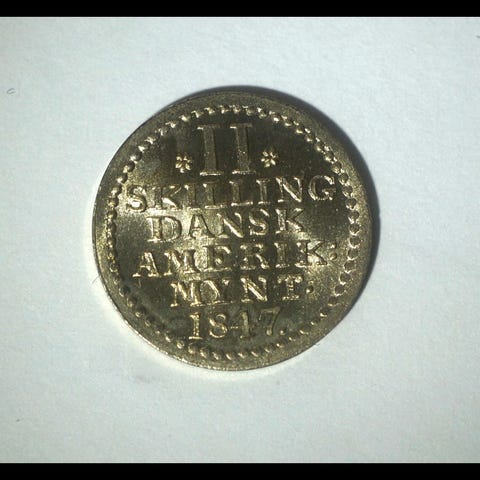 * II *
SKILLING
DANSK
AMERIK:
MYNT.
1847.